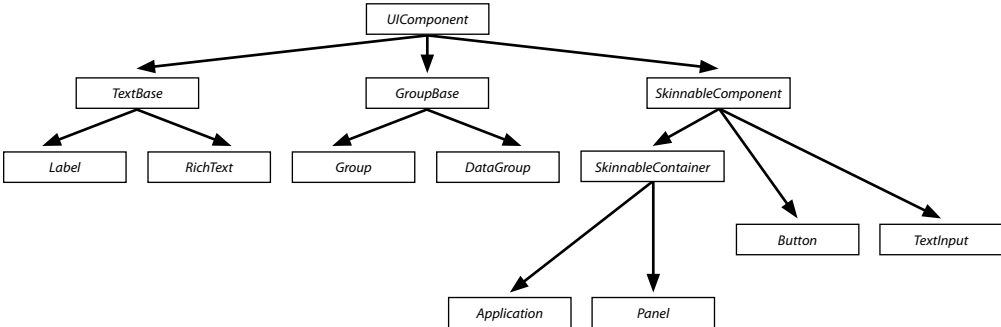 UIComponent
TextBase
GroupBase
SkinnableComponent
Label
RichText
Group
DataGroup
SkinnableContainer
Button
TextInput
Application
Panel